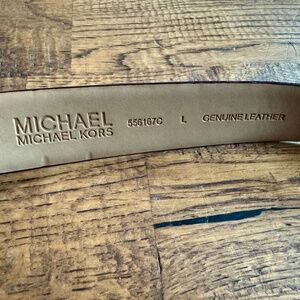 MICHAEL
MICHAEL KORS
556167C L GENUINE LEATHER